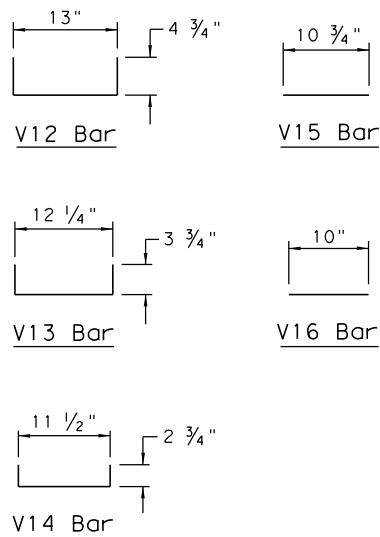 13"
4 ¾"
V12 Bar
10 ¾"
V15 Bar
12 ¼"
3 ¾"
V13 Bar
10"
V16 Bar
11 ½"
2 ¾"
V14 Bar